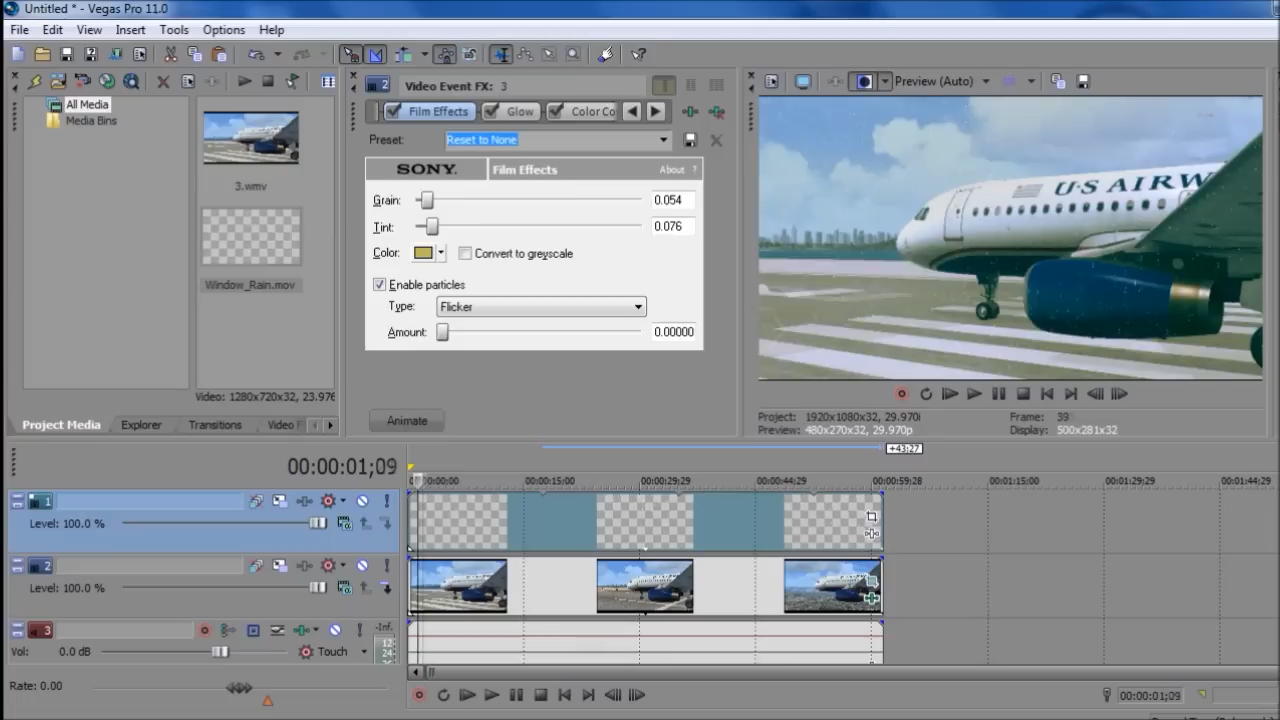 Untitled * - Vegas Pro 11.0
File Edit View Insert Tools Options Help
All Media
Media Bins
3.wmv
Window_Rain.mov
Video: 1280x720x32, 23.976
Project Media Explorer Transitions Video F
2 Video Event FX: 3
Film Effects Glow Color Co
Preset: Reset to None
SONY. Film Effects About ?
Grain: 0.054
Tint: 0.076
Color: Convert to greyscale
Enable particles
Type: Flicker
Amount: 0.00000
Animate
Preview (Auto)
U·S AIRW
Project: 1920x1080x32, 29.970i Frame: 39
Preview: 480x270x32, 29.970p Display: 500x281x32
+43;27
00:00:01;09
0:00:00 00:00:15;00 00:00:29;29 00:00:44;29 00:00:59;28 00:01:15;00 00:01:29;29 00:01:44;29
1
Level: 100.0 %
2
Level: 100.0 %
3 -Inf.
12
24
Vol: 0.0 dB Touch
Rate: 0.00
00:00:01;09